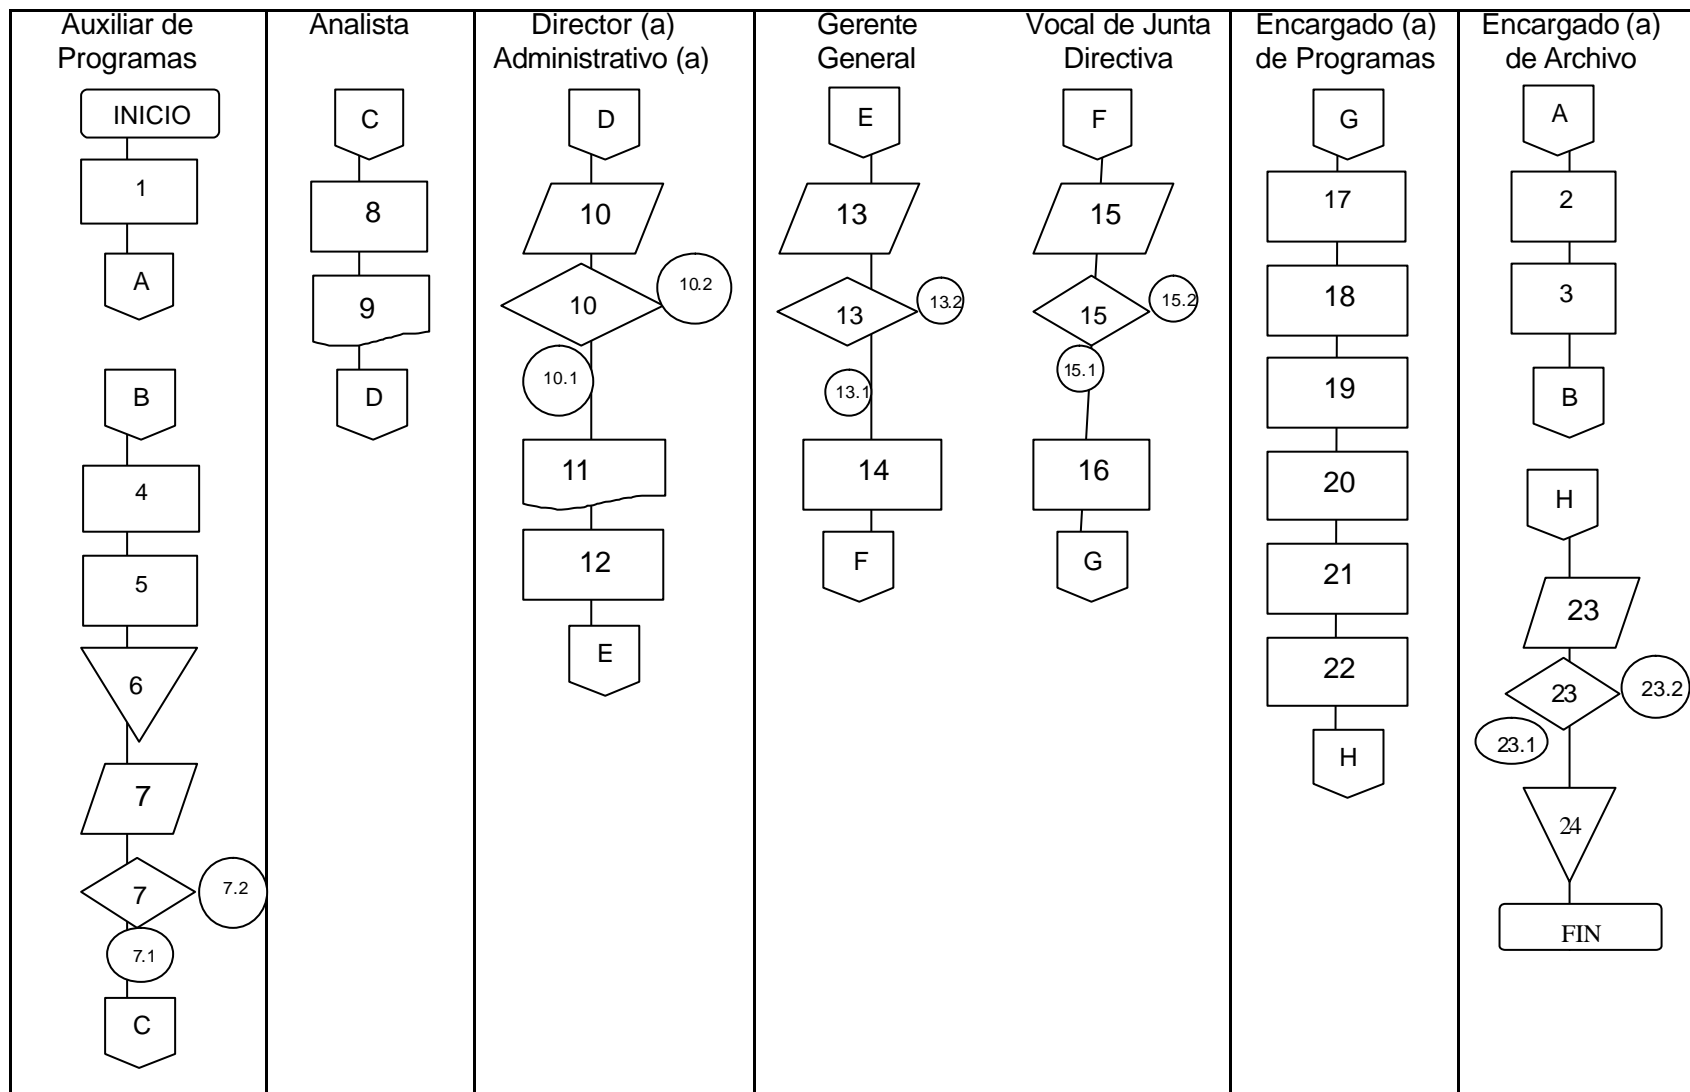 Auxiliar de
Programas
INICIO
1
A
B
4
5
6
7
7
7.2
7.1
C
Analista
C
8
9
D
Director (a)
Administrativo (a)
D
10
10
10.2
10.1
11
12
E
Gerente
General
E
13
13
13.2
13.1
14
F
Vocal de Junta
Directiva
F
15
15
15.2
15.1
16
G
Encargado (a)
de Programas
G
17
18
19
20
21
22
H
Encargado (a)
de Archivo
A
2
3
B
H
23
23
23.2
23.1
24
FIN